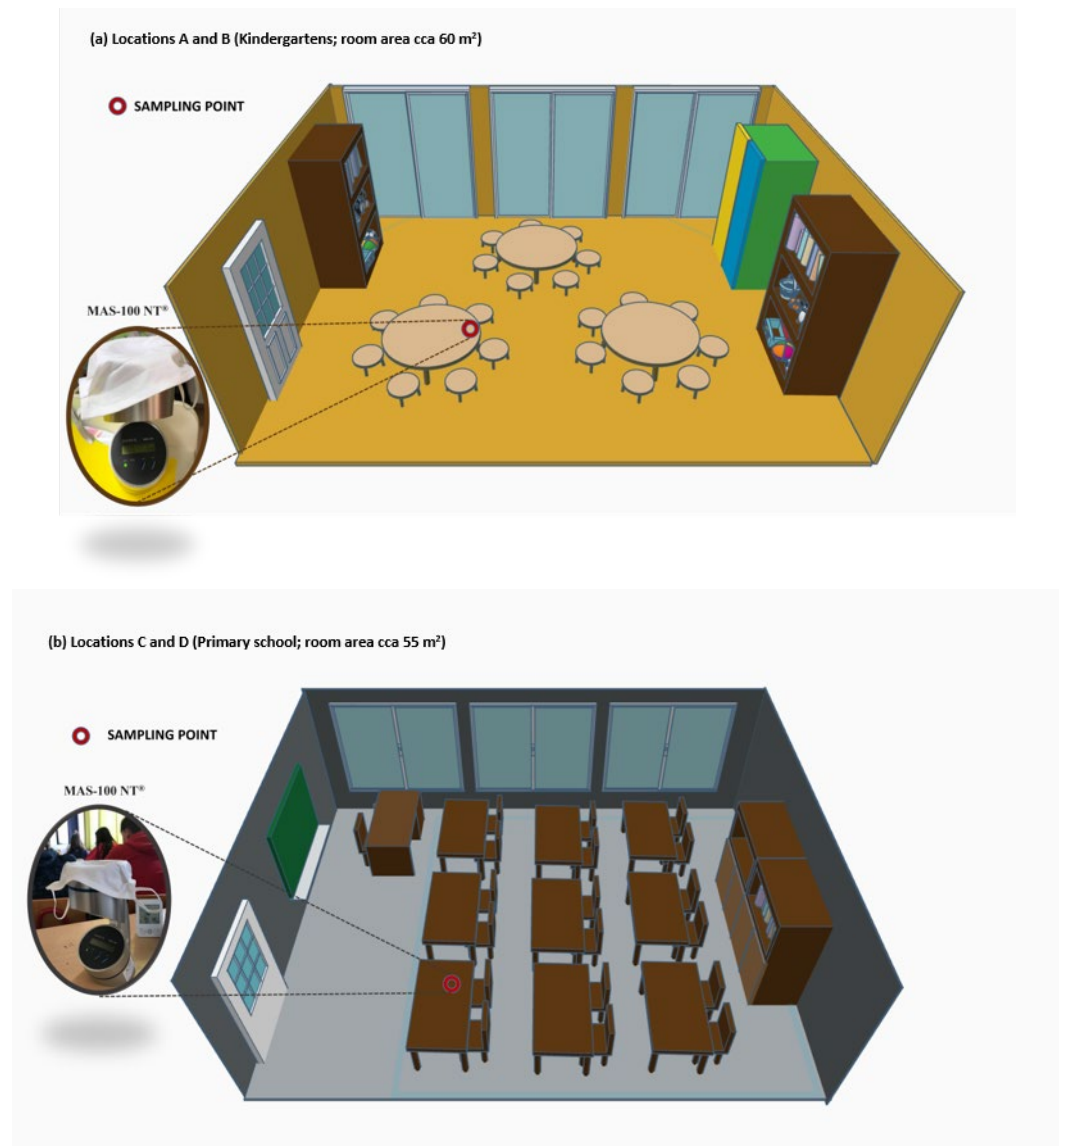 (a) Locations A and B (Kindergartens; room area cca 60 m²)
SAMPLING POINT
MAS-100 NT®
(b) Locations C and D (Primary school; room area cca 55 m²)
SAMPLING POINT
MAS-100 NT®